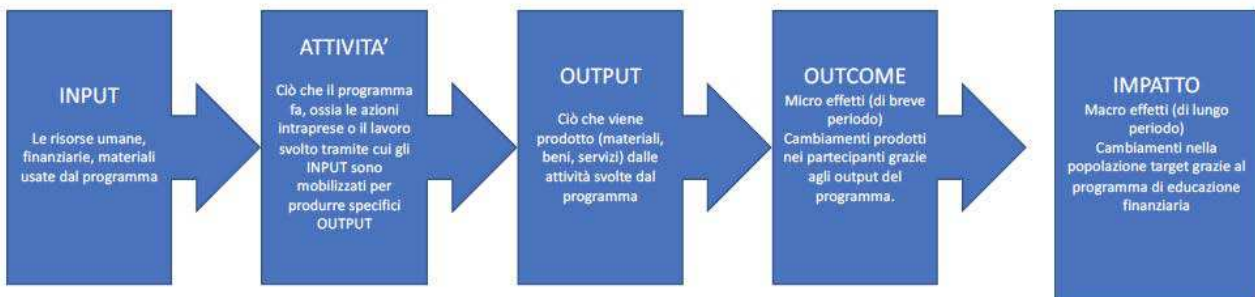 INPUT
Le risorse umane,
finanziarie, materiali
usate dal programma
ATTIVITA'
Ciò che il programma
fa, ossia le azioni
intraprese o il lavoro
svolto tramite cui gli
INPUT sono
mobilizzati per
produrre specifici
OUTPUT
OUTPUT
Ciò che viene
prodotto (materiali,
beni, servizi) dalle
attività svolte dal
programma
OUTCOME
Micro effetti (di breve
periodo)
Cambiamenti prodotti
nei partecipanti grazie
agli output del
programma.
IMPATTO
Macro effetti (di lungo
periodo)
Cambiamenti nella
popolazione target grazie al
programma di educazione
finanziaria